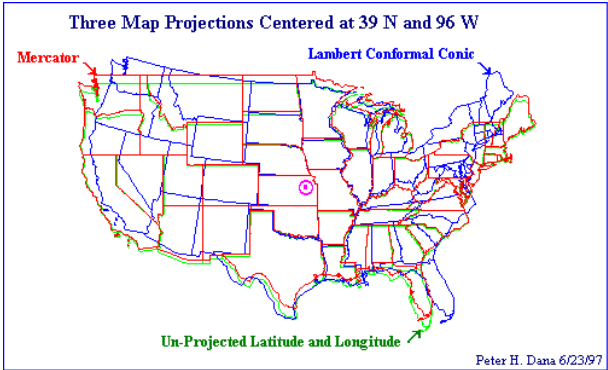 Three Map Projections Centered at 39 N and 96 W
Mercator
Lambert Conformal Conic
Un-Projected Latitude and Longitude
Peter H. Dana 6/23/97